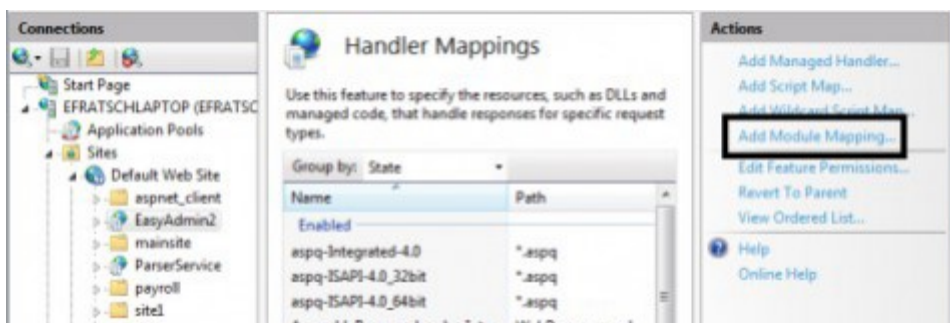 Connections
Start Page
EFRATSCHLAPTOP (EFRATSC
Application Pools
Sites
Default Web Site
aspnet_client
EasyAdmin2
mainsite
ParserService
payroll
site1
Handler Mappings
Use this feature to specify the resources, such as DLLs and
managed code, that handle responses for specific request
types.
Group by: State
Name Path
Enabled
aspq-Integrated-4.0 *.aspq
aspq-ISAPI-4.0_32bit *.aspq
aspq-ISAPI-4.0_64bit *.aspq
Actions
Add Managed Handler...
Add Script Map...
Add Wildcard Script Map...
Add Module Mapping...
Edit Feature Permissions...
Revert To Parent
View Ordered List...
Help
Online Help